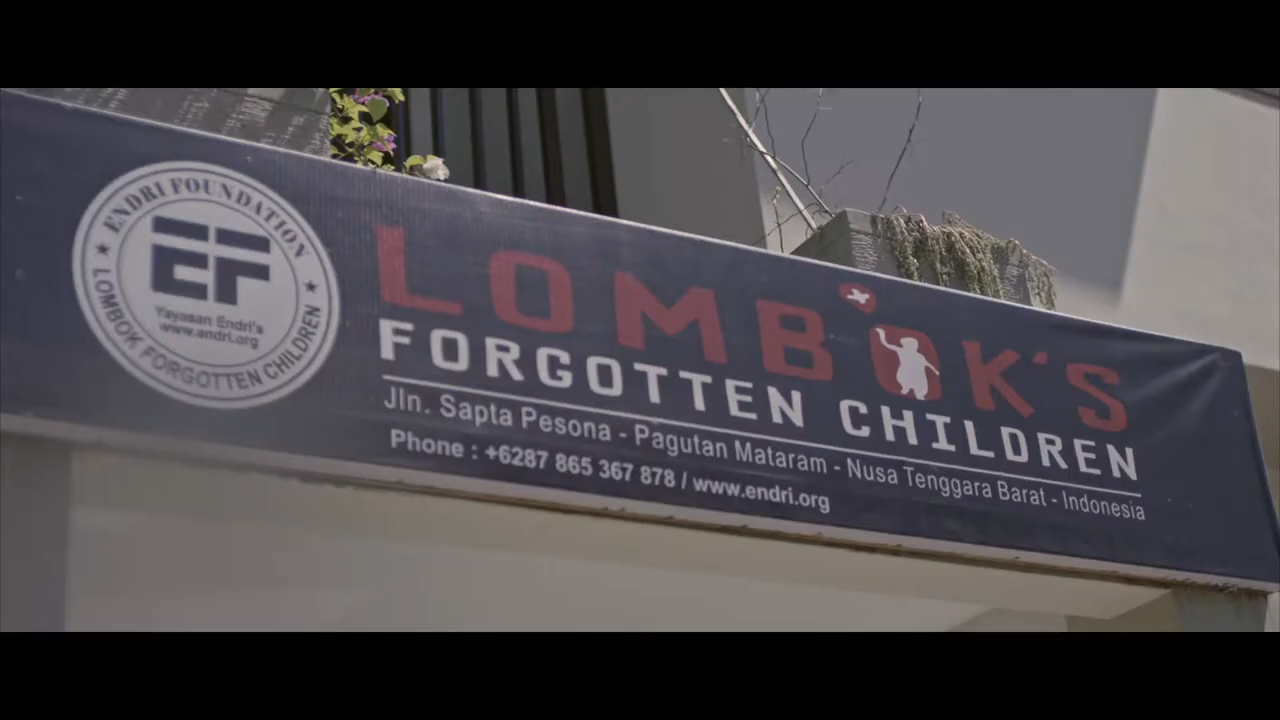 ENDRI FOUNDATION
EF
Yayasan Endri's
www.endri.org
★ LOMBOK FORGOTTEN CHILDREN ★
LOMBOK'S
FORGOTTEN CHILDREN
Jln. Sapta Pesona - Pagutan Mataram - Nusa Tenggara Barat - Indonesia
Phone : +6287 865 367 878 / www.endri.org